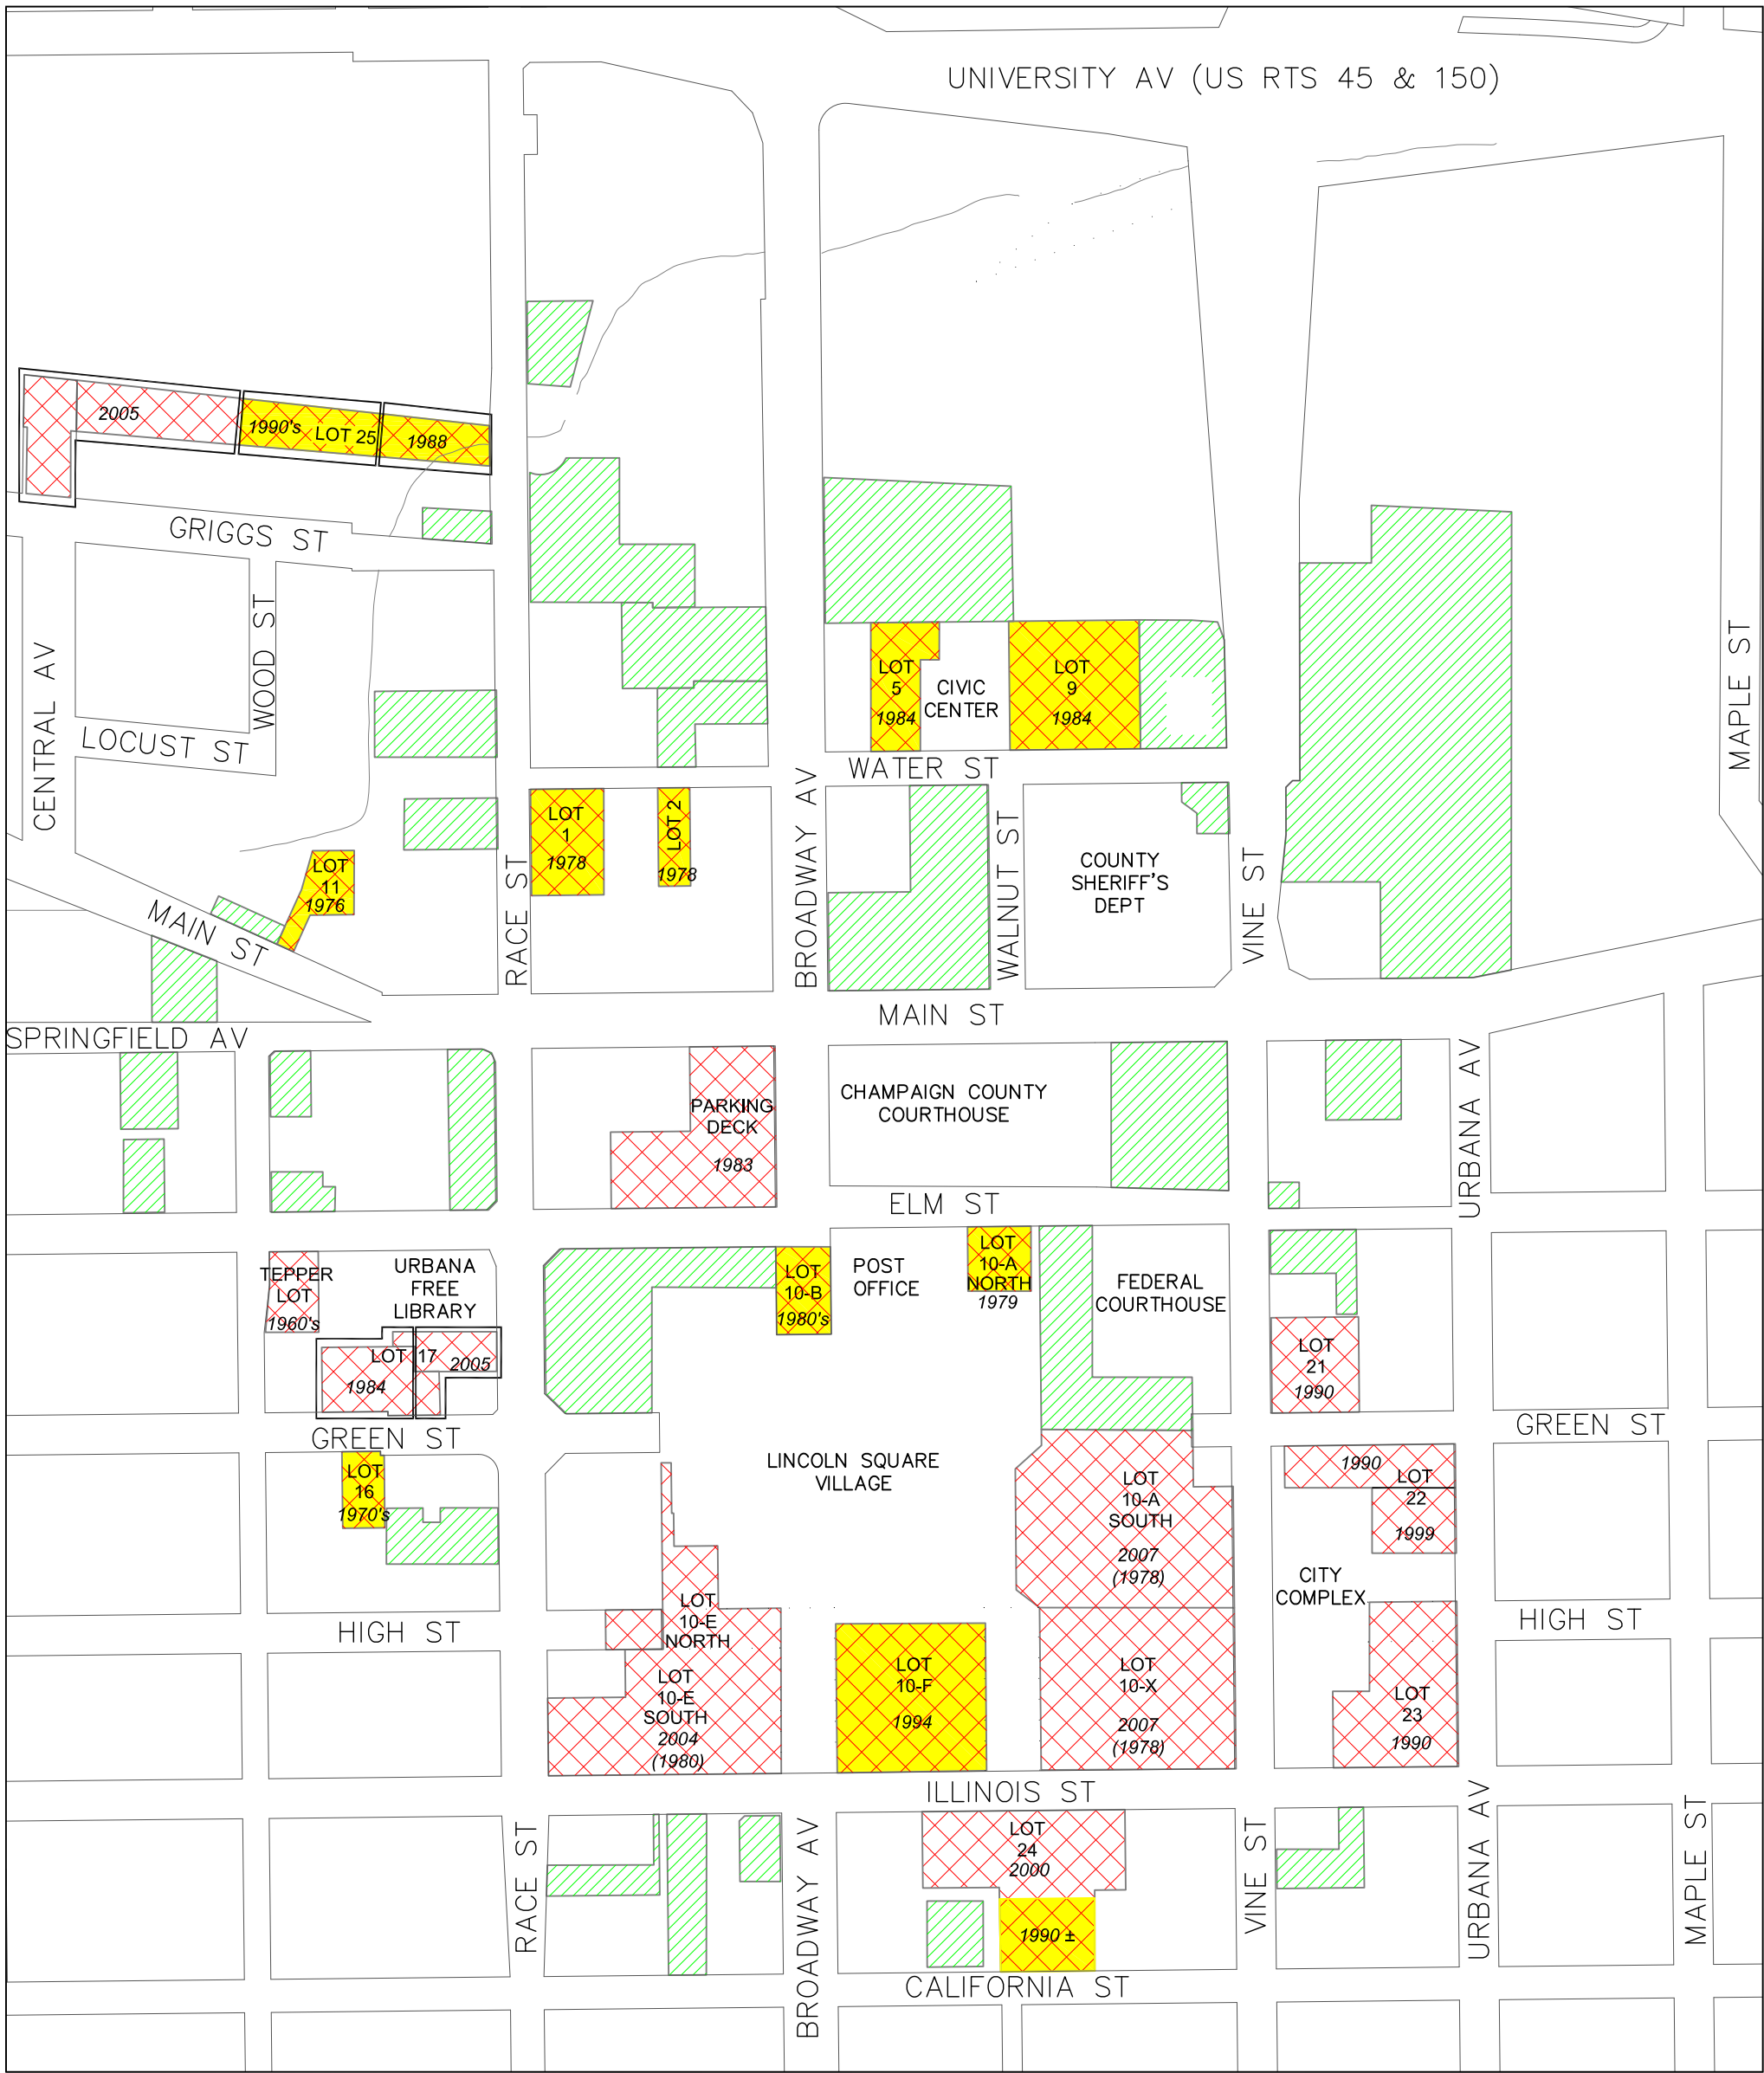 UNIVERSITY AV (US RTS 45 & 150)
2005
1990's
LOT 25
1988
GRIGGS ST
WOOD ST
CENTRAL AV
LOCUST ST
MAPLE ST
LOT
5
1984
CIVIC
CENTER
LOT
9
1984
WATER ST
LOT
1
1978
LOT 2
1978
BROADWAY AV
WALNUT ST
COUNTY
SHERIFF'S
DEPT
VINE ST
RACE ST
LOT
11
1976
MAIN ST
MAIN ST
SPRINGFIELD AV
PARKING
DECK
1983
CHAMPAIGN COUNTY
COURTHOUSE
URBANA AV
ELM ST
TEPPER
LOT
1960's
URBANA
FREE
LIBRARY
LOT 17
2005
1984
LOT
10-B
1980's
POST
OFFICE
LOT
10-A
NORTH
1979
FEDERAL
COURTHOUSE
LOT
21
1990
GREEN ST
GREEN ST
LOT
16
1970's
LINCOLN SQUARE
VILLAGE
LOT
10-A
SOUTH
2007
(1978)
1990
LOT
22
1999
CITY
COMPLEX
HIGH ST
HIGH ST
LOT
10-E
NORTH
LOT
10-E
SOUTH
2004
(1980)
LOT
10-F
1994
LOT
10-X
2007
(1978)
LOT
23
1990
ILLINOIS ST
RACE ST
BROADWAY AV
LOT
24
2000
1990 ±
VINE ST
URBANA AV
MAPLE ST
CALIFORNIA ST